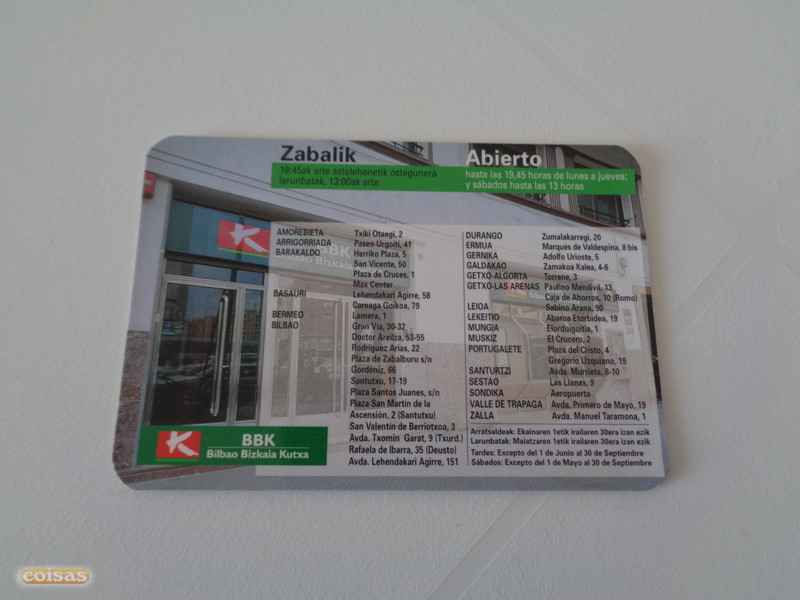 Zabalik
19:45ak arte astelehenetik ostegunera
larunbatak, 13:00ak arte
Abierto
hasta las 19,45 horas de lunes a jueves;
y sábados hasta las 13 horas
AMOREBIETA Txiki Otaegi, 2
ARRIGORRIAGA Paseo Urgoiti, 41
BARAKALDO Herriko Plaza, 5
San Vicente, 50
Plaza de Cruces, 1
Max Center
BASAURI Lehendakari Agirre, 58
Careaga Goikoa, 79
BERMEO Lamera, 1
BILBAO Gran Vía, 30-32
Doctor Areilza, 53-55
Rodríguez Arias, 22
Plaza de Zabalburu s/n
Gordóniz, 66
Santutxu, 17-19
Plaza Santos Juanes, s/n
Plaza San Martín de la
Ascensión, 2 (Santutxu)
San Valentín de Berriotxoa, 3
Avda. Txomin Garat, 9 (Txurd.)
Rafaela de Ibarra, 35 (Deusto)
Avda. Lehendakari Agirre, 151
DURANGO Zumalakarregi, 20
ERMUA Marqués de Valdespina, 8 bis
GERNIKA Adolfo Urioste, 5
GALDAKAO Zamakoa Kalea, 4-6
GETXO-ALGORTA Torrene, 3
GETXO-LAS ARENAS Paulino Mendivil, 13
Caja de Ahorros, 10 (Romo)
LEIOA Sabino Arana, 90
LEKEITIO Abaroa Etorbidea, 19
MUNGIA Elorduigoitia, 1
MUSKIZ El Crucero, 2
PORTUGALETE Plaza del Cristo, 4
Gregorio Uzquiano, 19
SANTURTZI Avda. Murrieta, 8-10
SESTAO Las Llanas, 9
SONDIKA Aeropuerto
VALLE DE TRAPAGA Avda. Primero de Mayo, 19
ZALLA Avda. Manuel Taramona, 1
Arratsaldeak: Ekainaren 1etik irailaren 30era izan ezik
Larunbatak: Maiatzaren 1etik irailaren 30era izan ezik
Tardes: Excepto del 1 de Junio al 30 de Septiembre
Sábados: Excepto del 1 de Mayo al 30 de Septiembre
BBK
Bilbao Bizkaia Kutxa
BBK
Bilbao Bizkaia
coisas